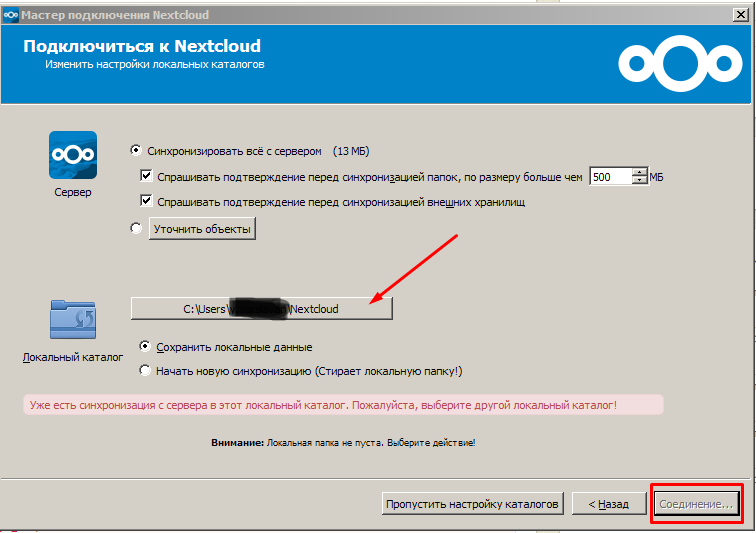 Мастер подключения Nextcloud
Подключиться к Nextcloud
Изменить настройки локальных каталогов
Синхронизировать всё с сервером (13 МБ)
Спрашивать подтверждение перед синхронизацией папок, по размеру больше чем 500 МБ
Сервер
Спрашивать подтверждение перед синхронизацией внешних хранилищ
Уточнить объекты
C:\Users\ \Nextcloud
Локальный каталог
Сохранить локальные данные
Начать новую синхронизацию (Стирает локальную папку!)
Уже есть синхронизация с сервера в этот локальный каталог. Пожалуйста, выберите другой локальный каталог!
Внимание: Локальная папка не пуста. Выберите действие!
Пропустить настройку каталогов < Назад Соединение...